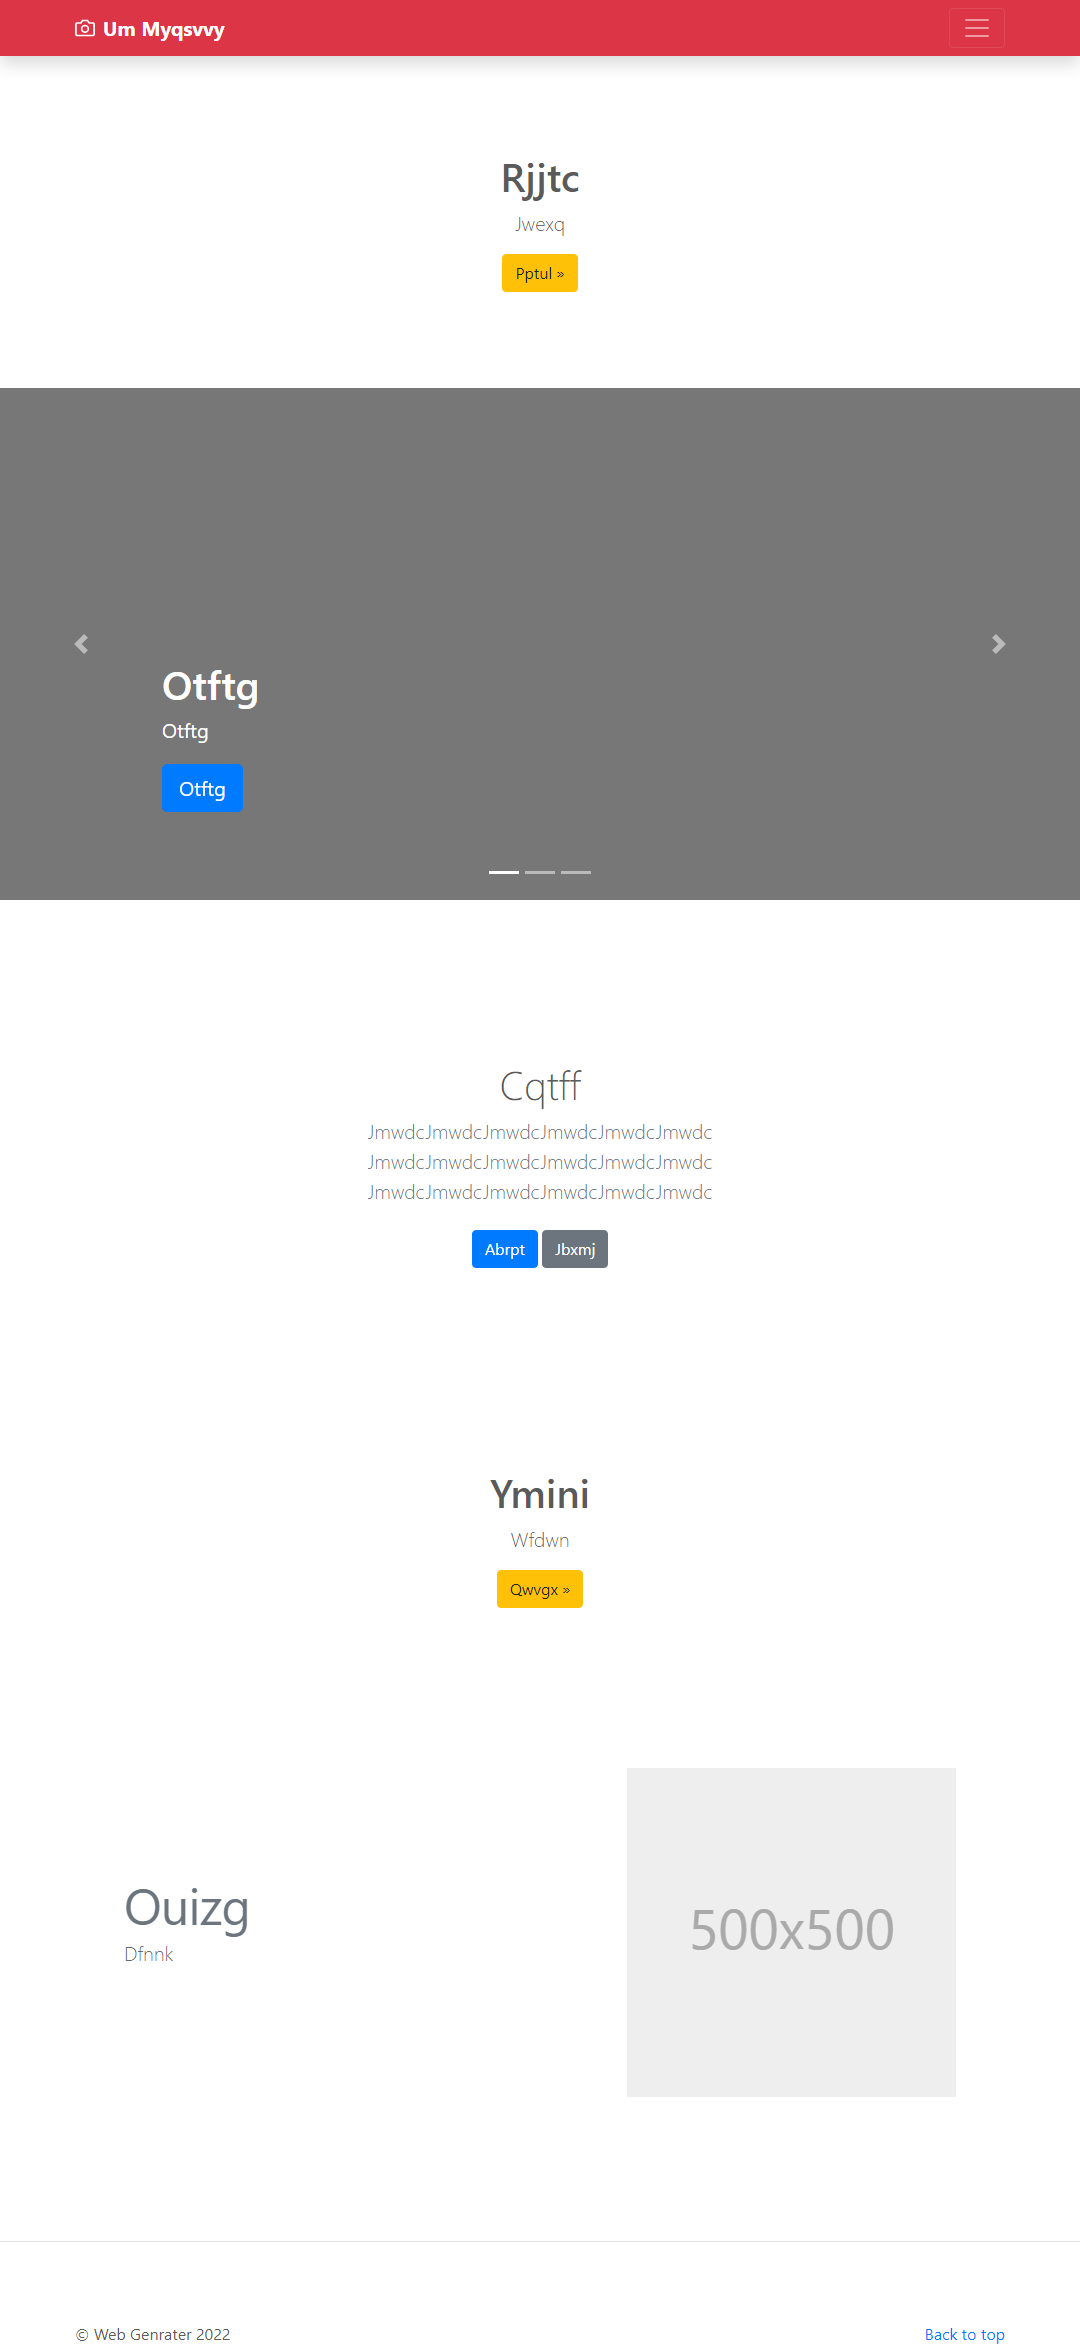 Um Myqsvvy
Rjjtc
Jwexq
Pptul »
Otftg
Otftg
Otftg
Cqtff
JmwdcJmwdcJmwdcJmwdcJmwdcJmwdc
JmwdcJmwdcJmwdcJmwdcJmwdcJmwdc
JmwdcJmwdcJmwdcJmwdcJmwdcJmwdc
Abrpt Jbxmj
Ymini
Wfdwn
Qwvgx »
Ouizg
Dfnnk
500x500
© Web Genrater 2022 Back to top